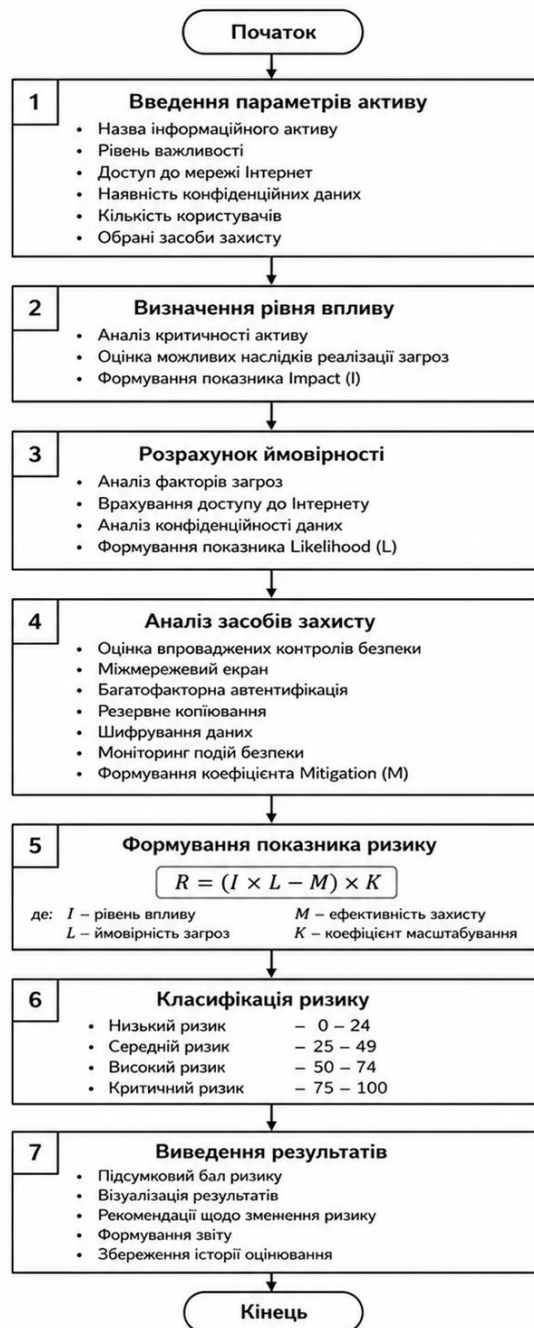 Початок
1 Введення параметрів активу
• Назва інформаційного активу
• Рівень важливості
• Доступ до мережі Інтернет
• Наявність конфіденційних даних
• Кількість користувачів
• Обрані засоби захисту
2 Визначення рівня впливу
• Аналіз критичності активу
• Оцінка можливих наслідків реалізації загроз
• Формування показника Impact (I)
3 Розрахунок ймовірності
• Аналіз факторів загроз
• Врахування доступу до Інтернету
• Аналіз конфіденційності даних
• Формування показника Likelihood (L)
4 Аналіз засобів захисту
• Оцінка впроваджених контролів безпеки
• Міжмережевий екран
• Багатофакторна автентифікація
• Резервне копіювання
• Шифрування даних
• Моніторинг подій безпеки
• Формування коефіцієнта Mitigation (M)
5 Формування показника ризику
R = (I × L − M) × K
де: I – рівень впливу M – ефективність захисту
L – ймовірність загроз K – коефіцієнт масштабування
6 Класифікація ризику
• Низький ризик – 0 – 24
• Середній ризик – 25 – 49
• Високий ризик – 50 – 74
• Критичний ризик – 75 – 100
7 Виведення результатів
• Підсумковий бал ризику
• Візуалізація результатів
• Рекомендації щодо зменення ризику
• Формування звіту
• Збереження історії оцінювання
Кінець